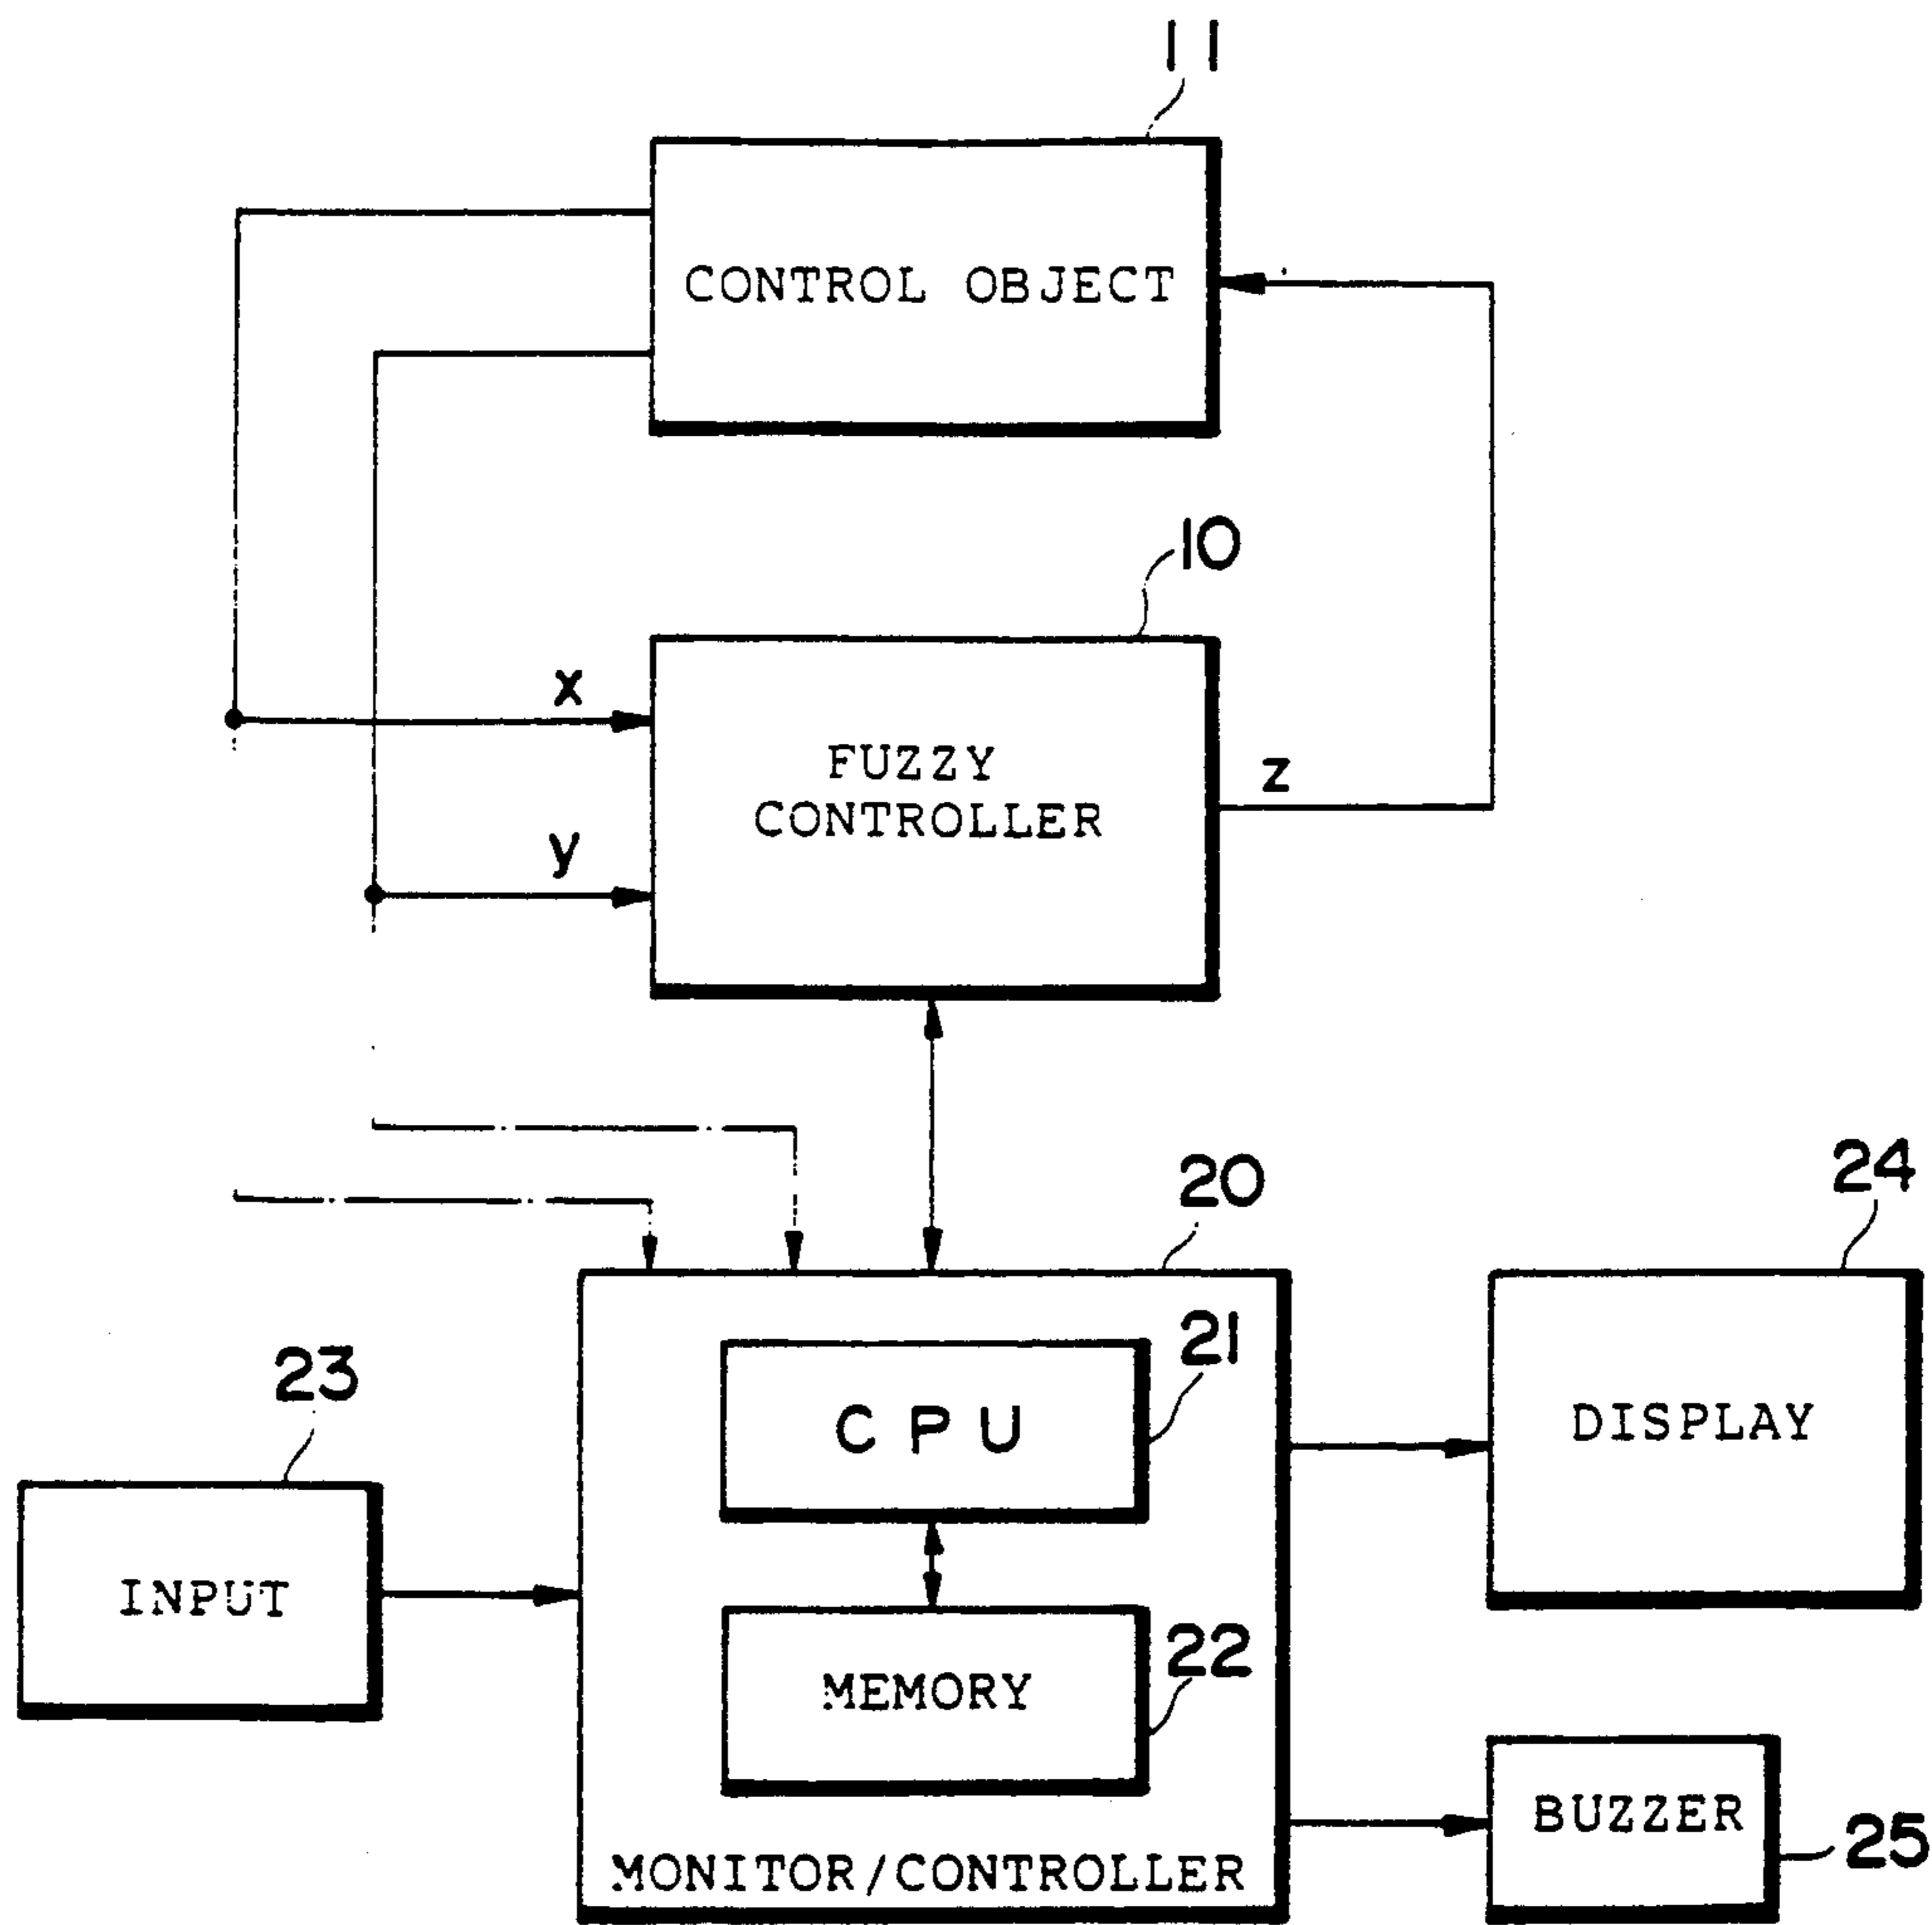 11
CONTROL OBJECT
10
x
FUZZY
CONTROLLER
z
y
20
24
21
23
CPU
DISPLAY
INPUT
22
MEMORY
BUZZER
25
MONITOR/CONTROLLER